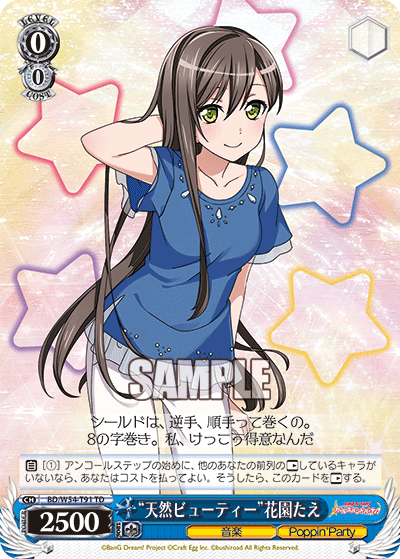 LEVEL
0
0
COST
SAMPLE
シールドは、逆手、順手って巻くの。
8の字巻き。私、けっこう得意なんだ
【[①] アンコールステップの始めに、他のあなたの前列の【】しているキャラが
いないなら、あなたはコストを払ってよい。そうしたら、このカードを【】する。
CH BD/W54-T91 TD
2500
“天然ビューティー”花園たえ
音楽
Poppin'Party
©BanG Dream! Project ©Craft Egg Inc. ©bushiroad All Rights Reserved.